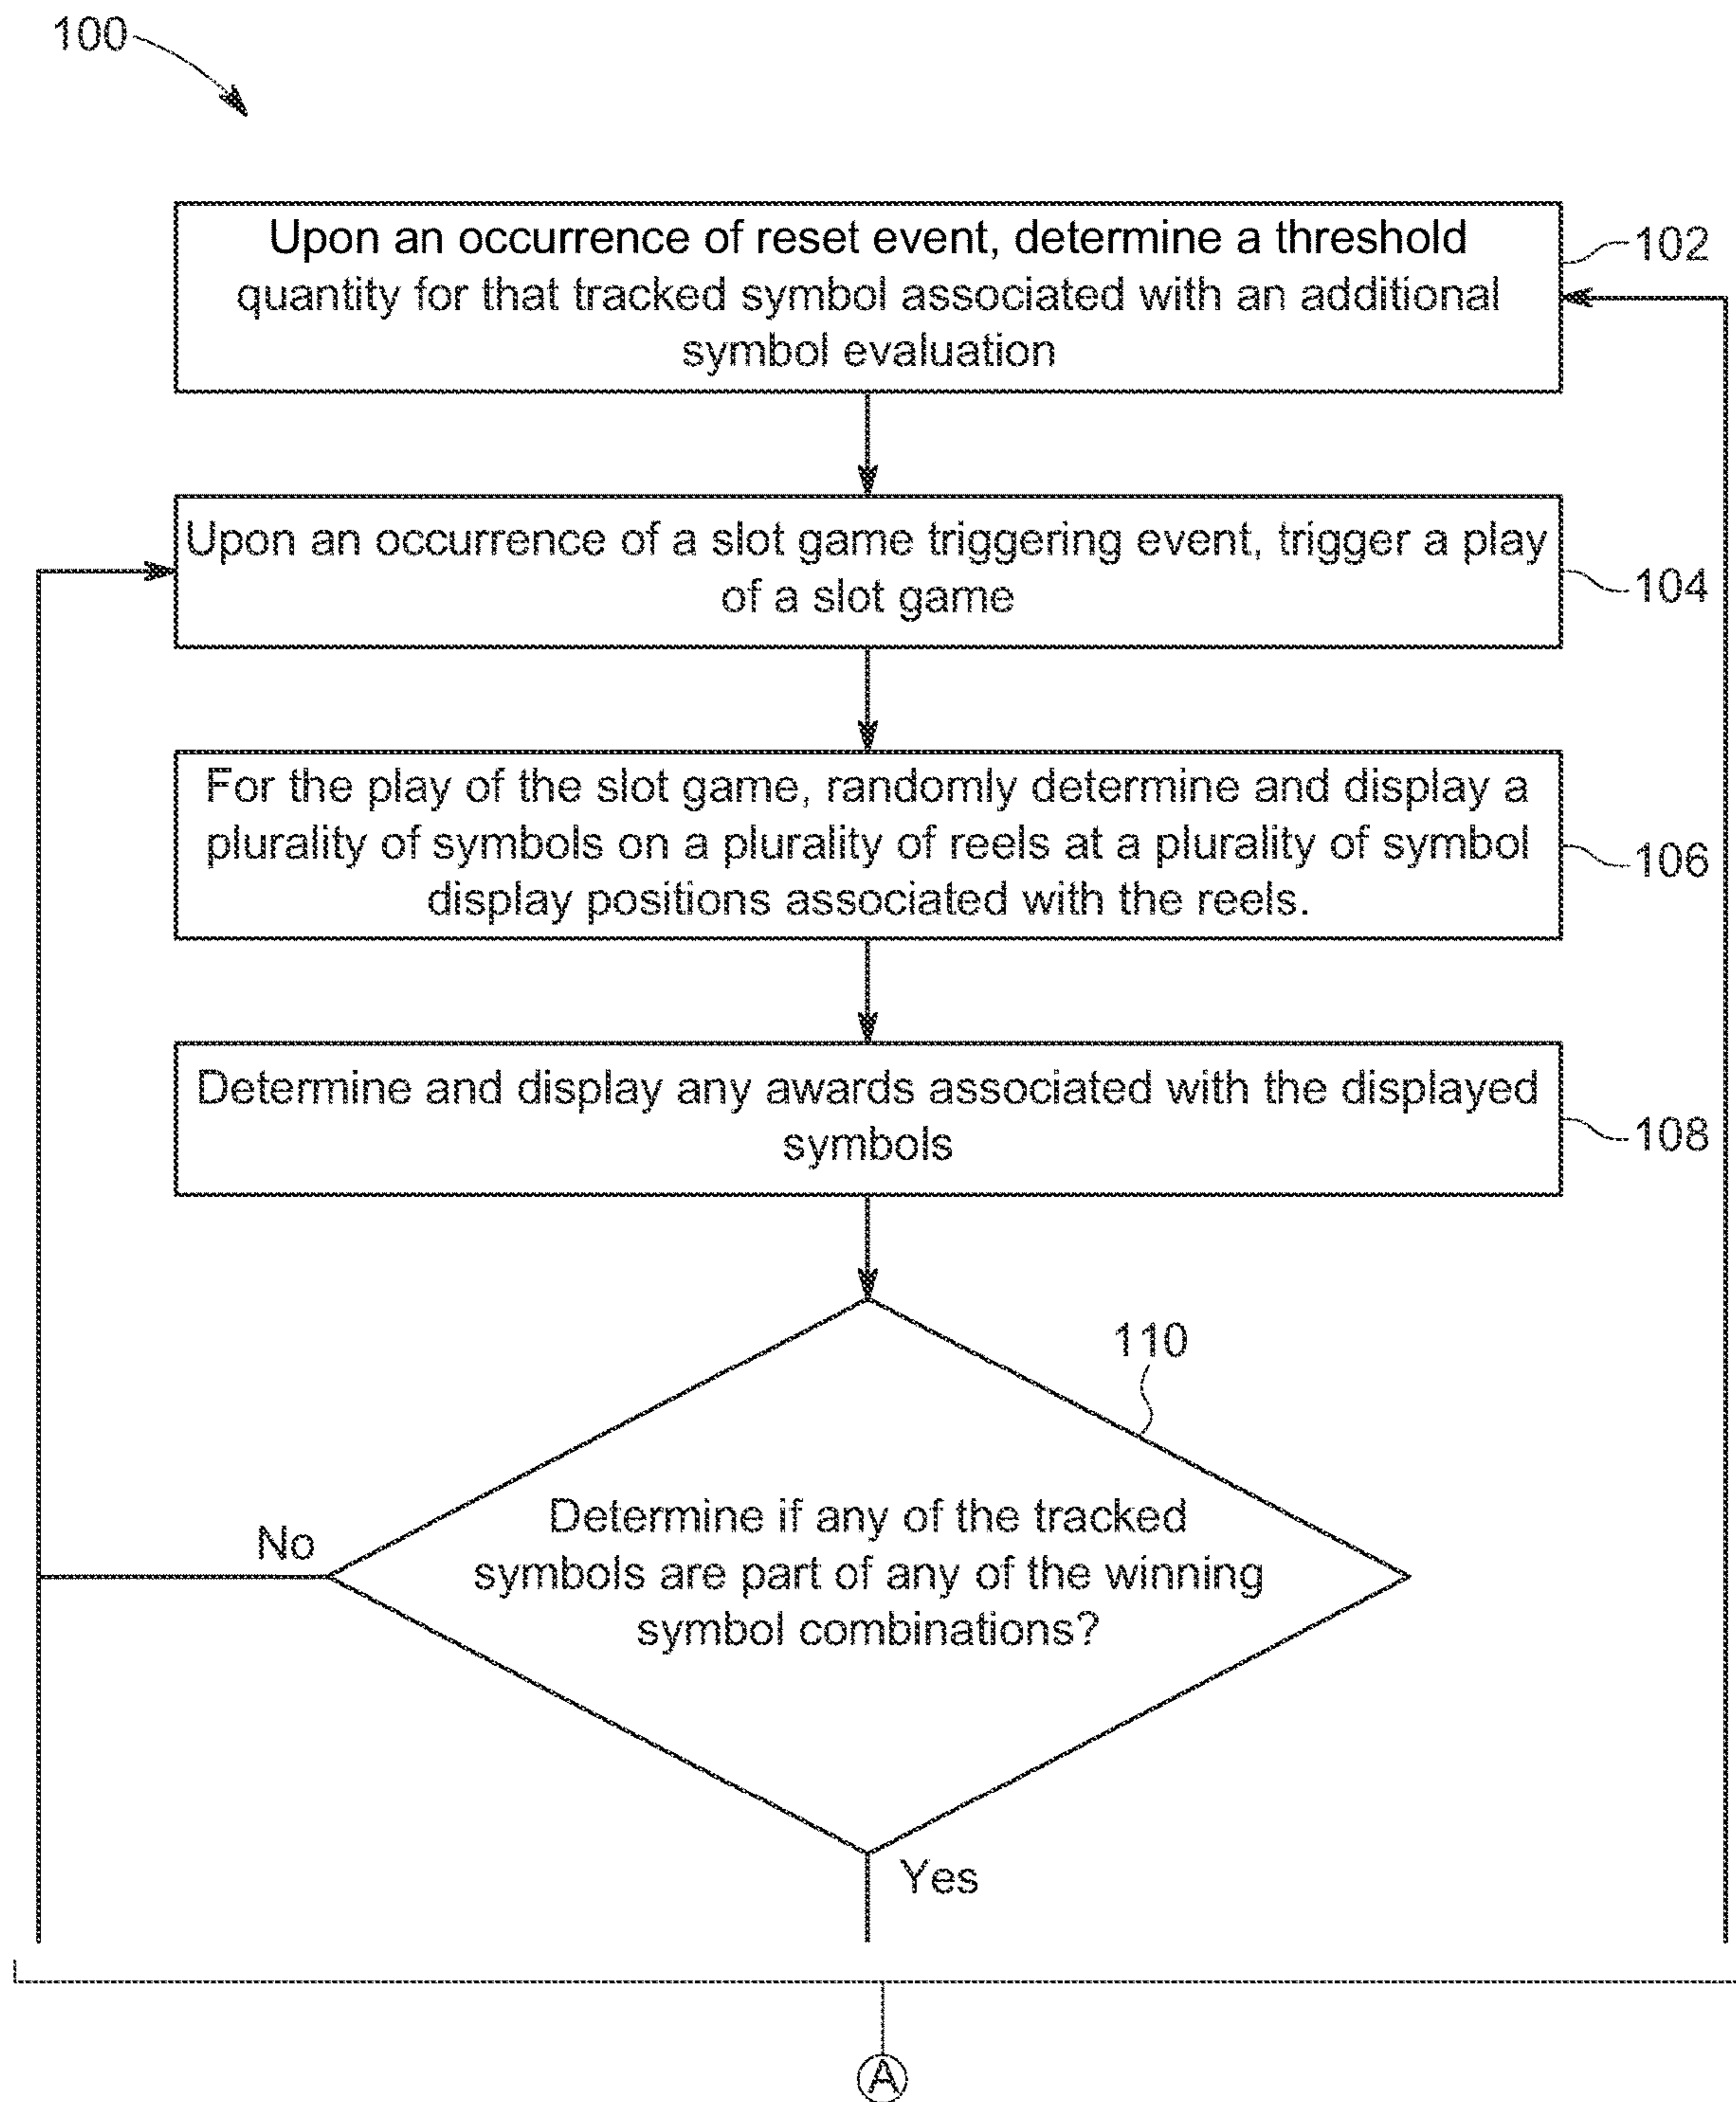 100
Upon an occurrence of reset event, determine a threshold
quantity for that tracked symbol associated with an additional
symbol evaluation
102
Upon an occurrence of a slot game triggering event, trigger a play
of a slot game
104
For the play of the slot game, randomly determine and display a
plurality of symbols on a plurality of reels at a plurality of symbol
display positions associated with the reels.
106
Determine and display any awards associated with the displayed
symbols
108
110
Determine if any of the tracked
symbols are part of any of the winning
symbol combinations?
No
Yes
A